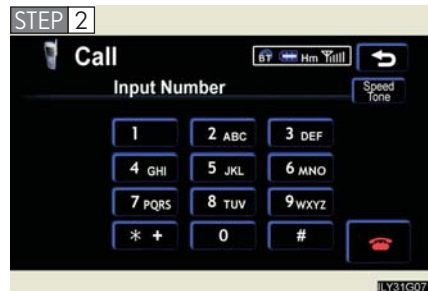 STEP 2
Call BT Hm
Input Number Speed Tone
1 2 ABC 3 DEF
4 GHI 5 JKL 6 MNO
7 PQRS 8 TUV 9 WXYZ
* + 0 #
ILY31G07